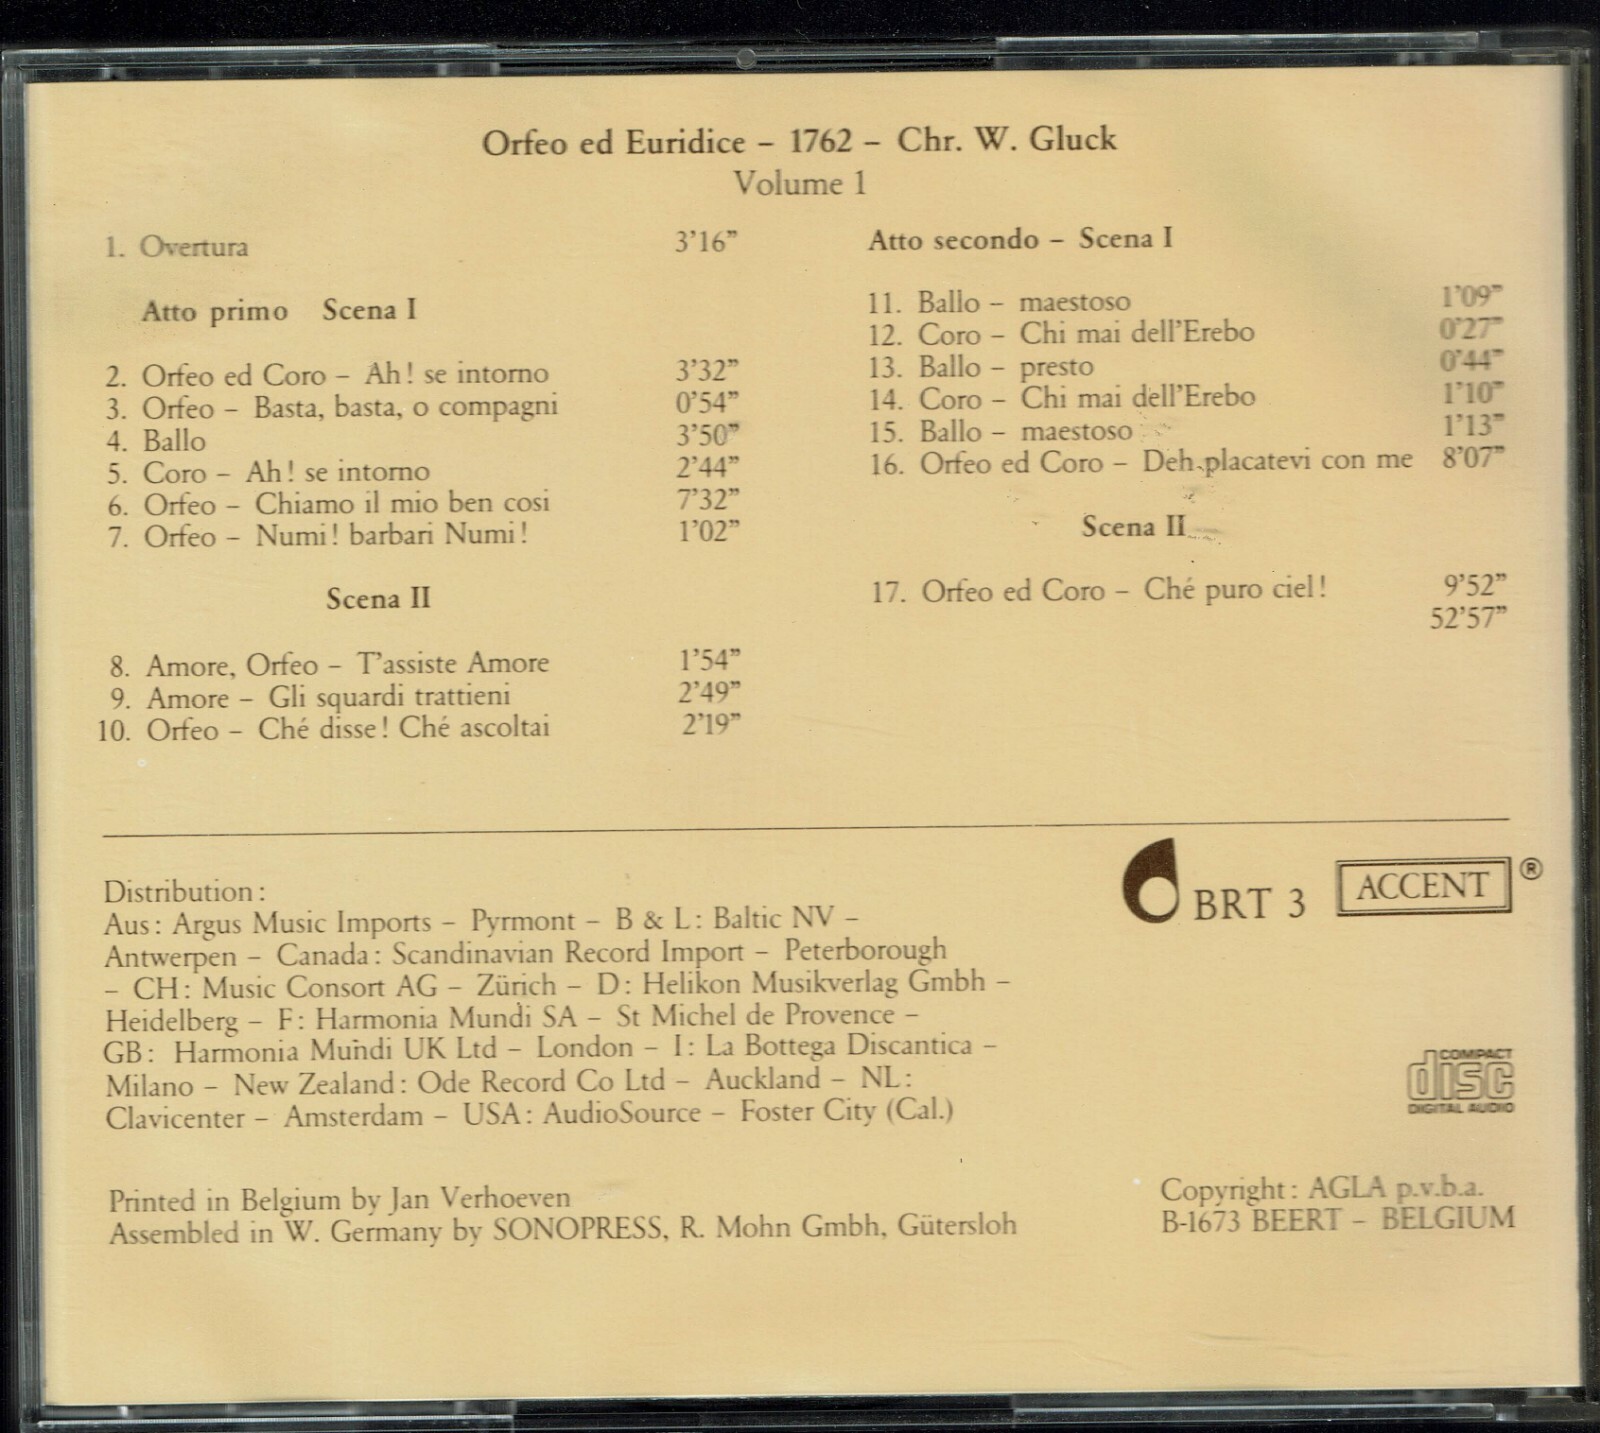 Orfeo ed Euridice – 1762 – Chr. W. Gluck
Volume 1
1. Overtura 3'16"
Atto primo Scena I
2. Orfeo ed Coro – Ah! se intorno 3'32"
3. Orfeo – Basta, basta, o compagni 0'54"
4. Ballo 3'50"
5. Coro – Ah! se intorno 2'44"
6. Orfeo – Chiamo il mio ben cosi 7'32"
7. Orfeo – Numi! barbari Numi! 1'02"
Scena II
8. Amore, Orfeo – T'assiste Amore 1'54"
9. Amore – Gli squardi trattieni 2'49"
10. Orfeo – Ché disse! Ché ascoltai 2'19"
Atto secondo – Scena I
11. Ballo – maestoso 1'09"
12. Coro – Chi mai dell'Erebo 0'27"
13. Ballo – presto 0'44"
14. Coro – Chi mai dell'Erebo 1'10"
15. Ballo – maestoso 1'13"
16. Orfeo ed Coro – Deh placatevi con me 8'07"
Scena II
17. Orfeo ed Coro – Ché puro ciel! 9'52"
52'57"
Distribution:
Aus: Argus Music Imports – Pyrmont – B & L: Baltic NV –
Antwerpen – Canada: Scandinavian Record Import – Peterborough
– CH: Music Consort AG – Zürich – D: Helikon Musikverlag Gmbh –
Heidelberg – F: Harmonia Mundi SA – St Michel de Provence –
GB: Harmonia Mundi UK Ltd – London – I: La Bottega Discantica –
Milano – New Zealand: Ode Record Co Ltd – Auckland – NL:
Clavicenter – Amsterdam – USA: AudioSource – Foster City (Cal.)
BRT 3
ACCENT ®
COMPACT
disc
DIGITAL AUDIO
Printed in Belgium by Jan Verhoeven
Assembled in W. Germany by SONOPRESS, R. Mohn Gmbh, Gütersloh
Copyright: AGLA p.v.b.a.
B-1673 BEERT – BELGIUM